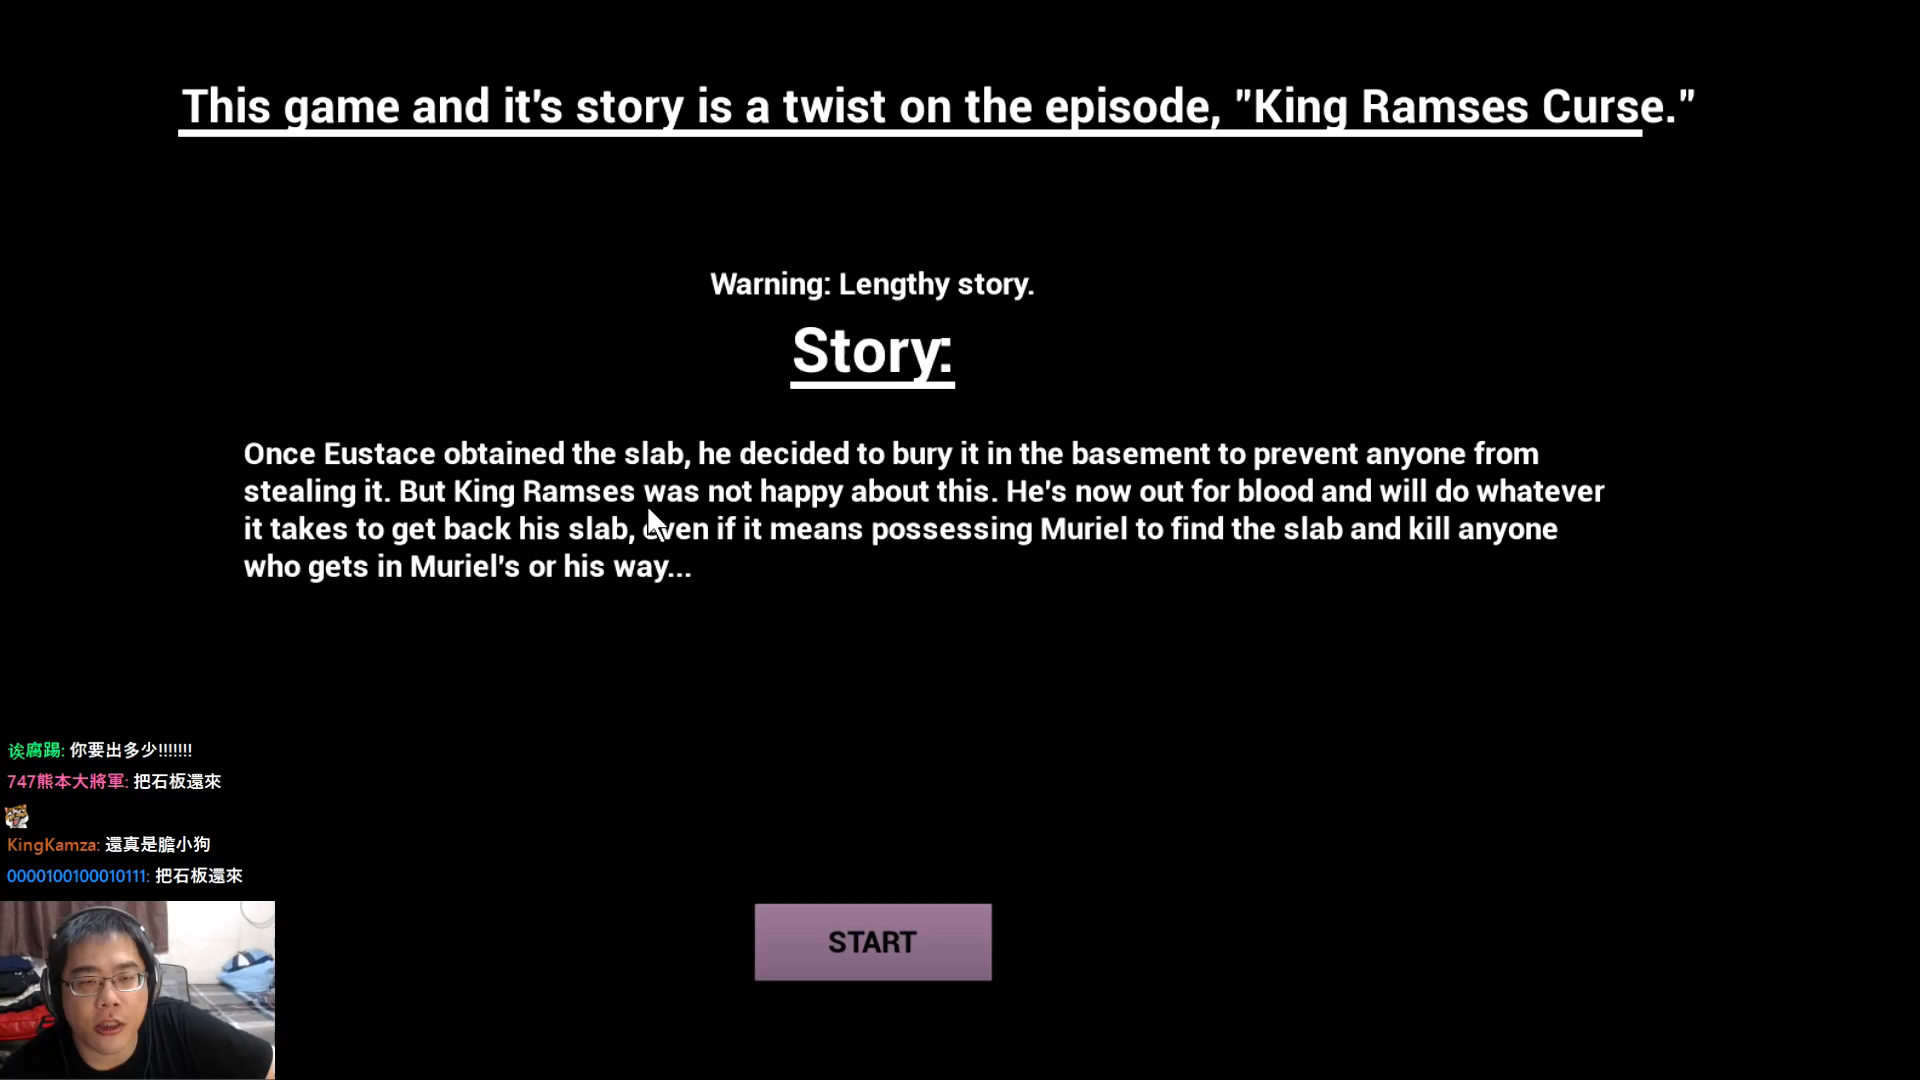 This game and it's story is a twist on the episode, "King Ramses Curse."
Warning: Lengthy story.
Story:
Once Eustace obtained the slab, he decided to bury it in the basement to prevent anyone from
stealing it. But King Ramses was not happy about this. He's now out for blood and will do whatever
it takes to get back his slab, even if it means possessing Muriel to find the slab and kill anyone
who gets in Muriel's or his way...
诶腐踢: 你要出多少!!!!!!!
747熊本大將軍: 把石板還來
KingKamza: 還真是膽小狗
0000100100010111: 把石板還來
START